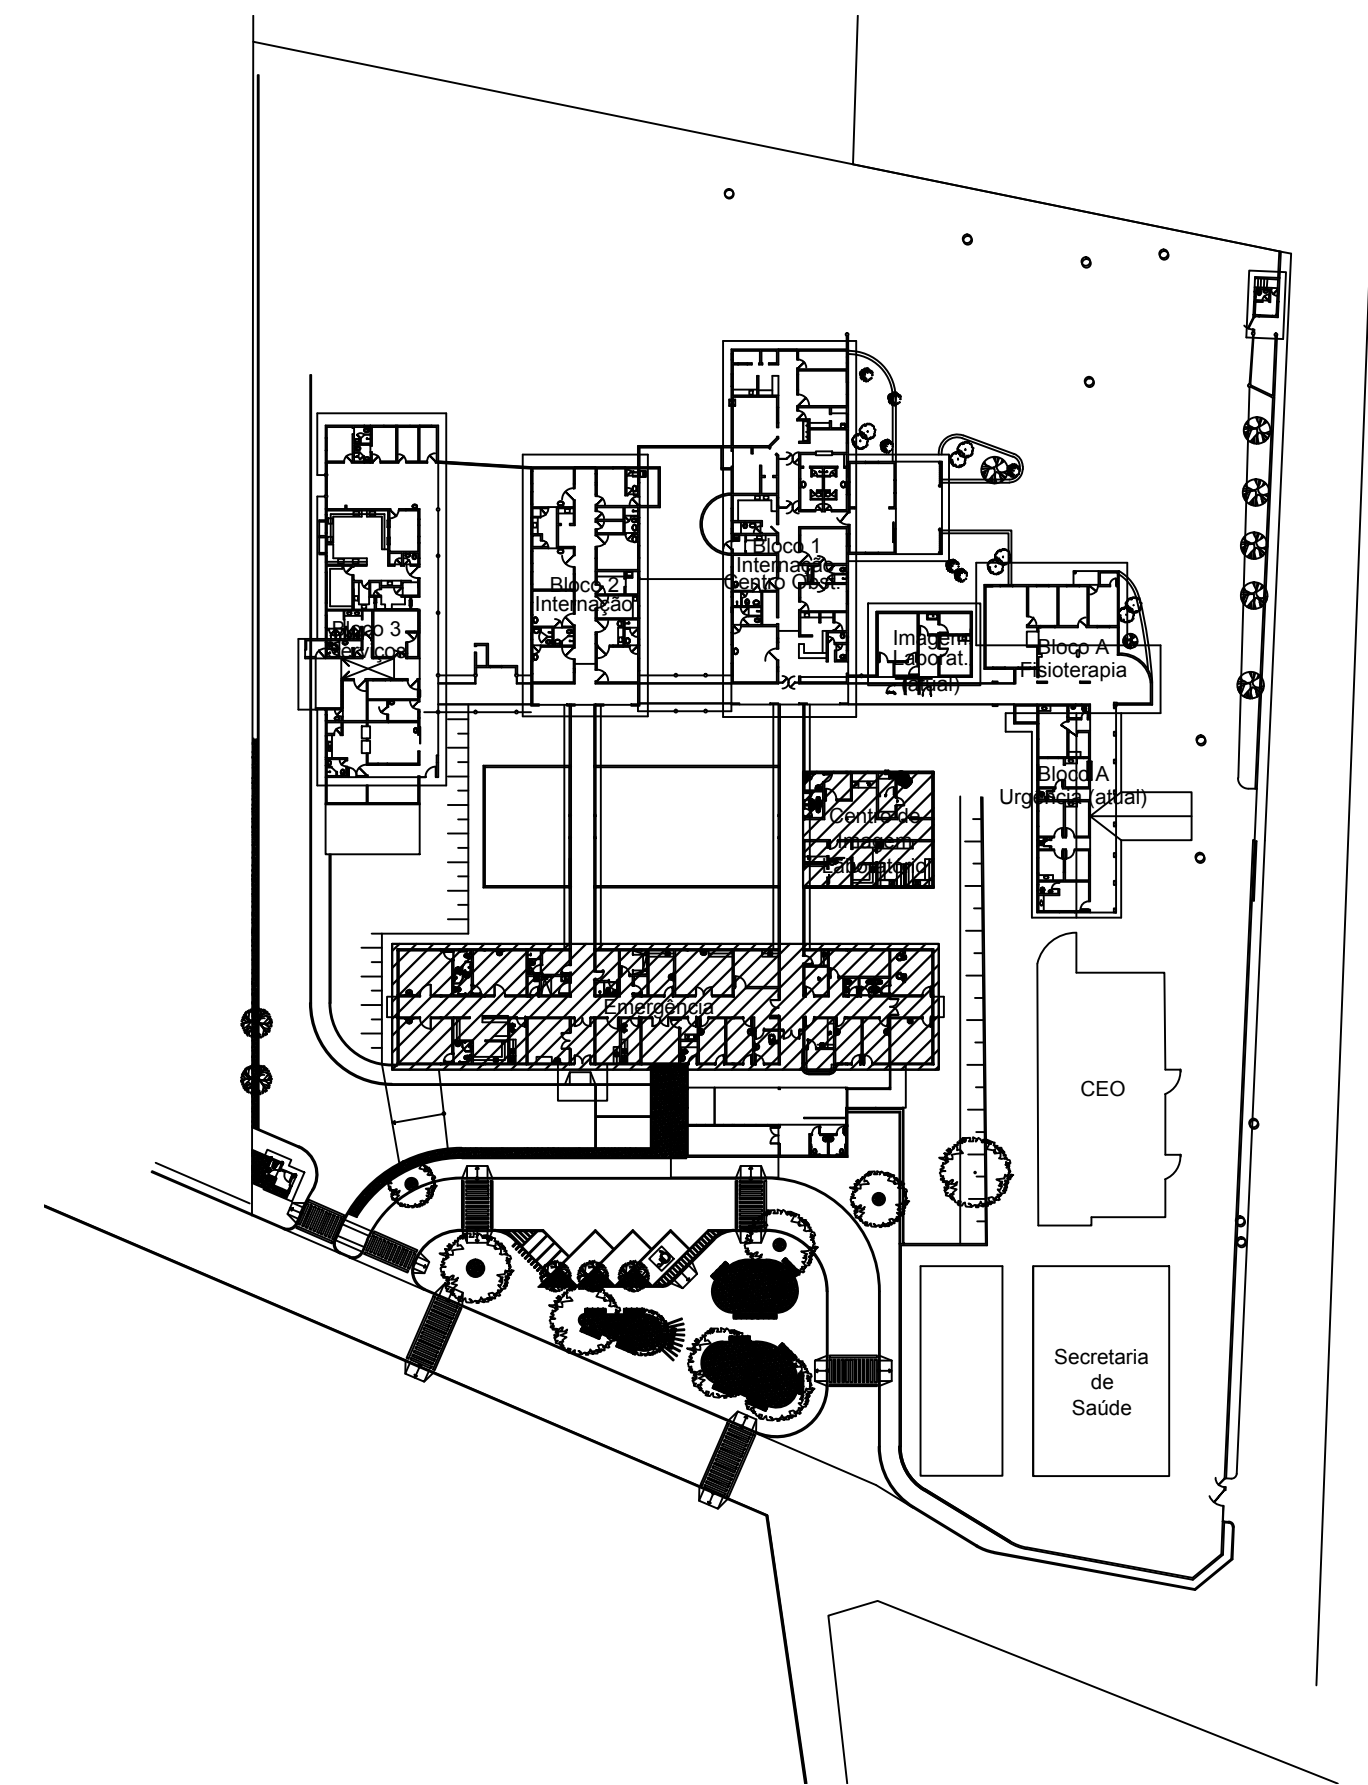 Bloco 1
Internação
Centro Obst.
Bloco 2
Internação
Bloco 3
Serviços
Imagem
Laborat.
(atual)
Bloco A
Fisioterapia
Bloco A
Urgência (atual)
Centro de
Imagem
Laboratório
Emergência
CEO
Secretaria
de
Saúde